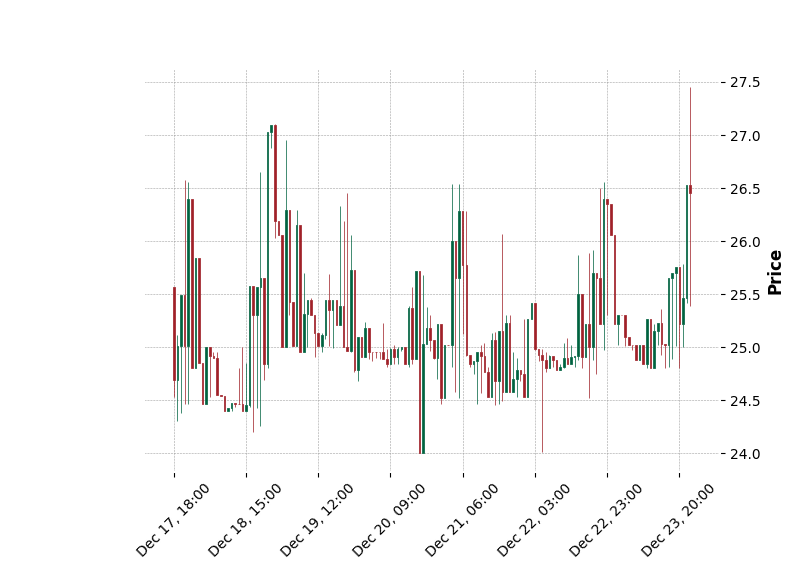 27.5
27.0
26.5
26.0
25.5
25.0
24.5
24.0
Price
Dec 17, 18:00
Dec 18, 15:00
Dec 19, 12:00
Dec 20, 09:00
Dec 21, 06:00
Dec 22, 03:00
Dec 22, 23:00
Dec 23, 20:00